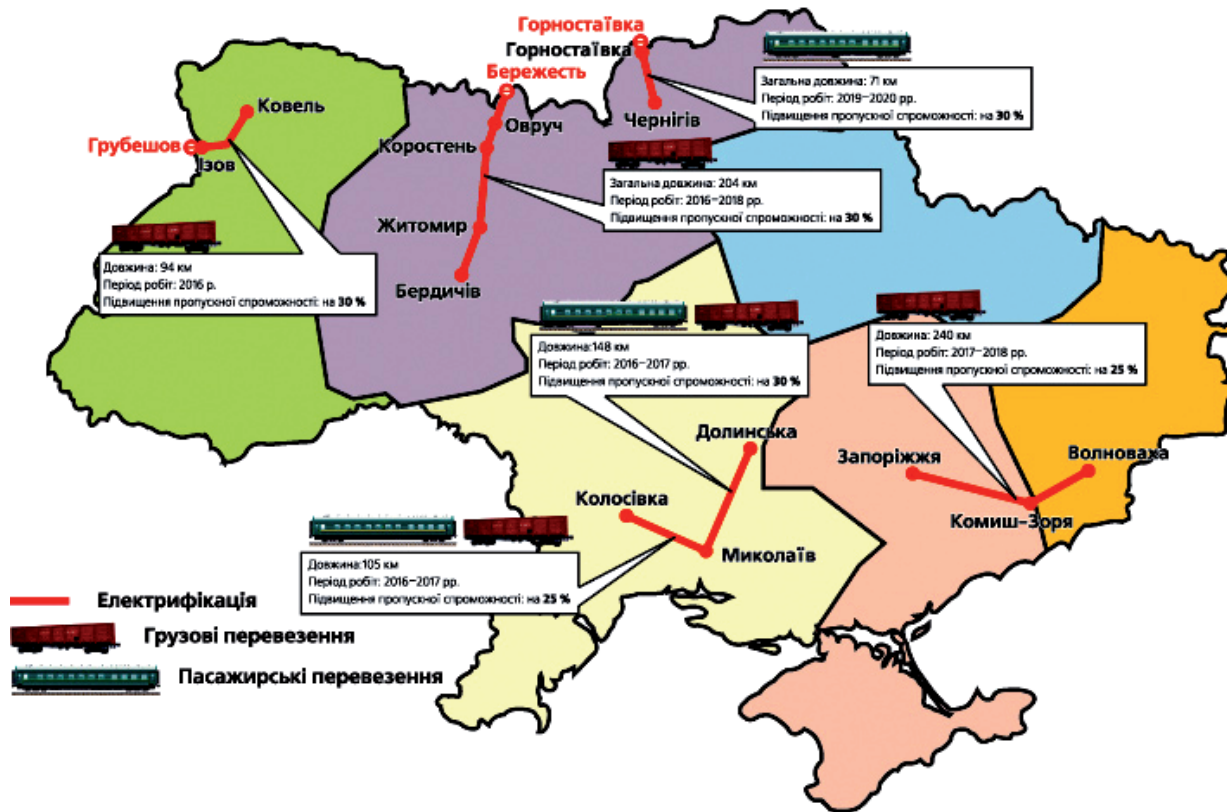 Горностаївка
Горностаївка
Чернігів
Загальна довжина: 71 км
Період робіт: 2019–2020 рр.
Підвищення пропускної спроможності: на 30 %
Бережесть
Овруч
Коростень
Житомир
Бердичів
Загальна довжина: 204 км
Період робіт: 2016–2018 рр.
Підвищення пропускної спроможності: на 30 %
Ковель
Грубешов
Ізов
Довжина: 94 км
Період робіт: 2016 р.
Підвищення пропускної спроможності: на 30 %
Довжина:148 км
Період робіт: 2016–2017 рр.
Підвищення пропускної спроможності: на 30 %
Довжина: 240 км
Період робіт: 2017–2018 рр.
Підвищення пропускної спроможності: на 25 %
Долинська
Колосівка
Миколаїв
Запоріжжя
Волноваха
Комиш–Зоря
Довжина:105 км
Період робіт: 2016–2017 рр.
Підвищення пропускної спроможності: на 25 %
Електрифікація
Грузові перевезення
Пасажирські перевезення